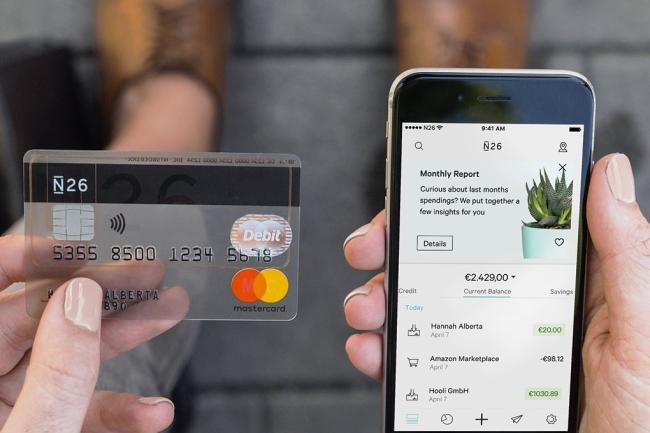 N26
Debit
5355 8500 1234 5678
ALBERTA
890
mastercard.
N26
9:41 AM
N26
Monthly Report
Curious about last months
spendings? We put together a
few insights for you
Details
€2.429,00
Credit
Current Balance
Savings
Today
Hannah Alberta
€20.00
April 7
Amazon Marketplace
-€98.12
April 7
Hooli GmbH
€1030.89
April 7